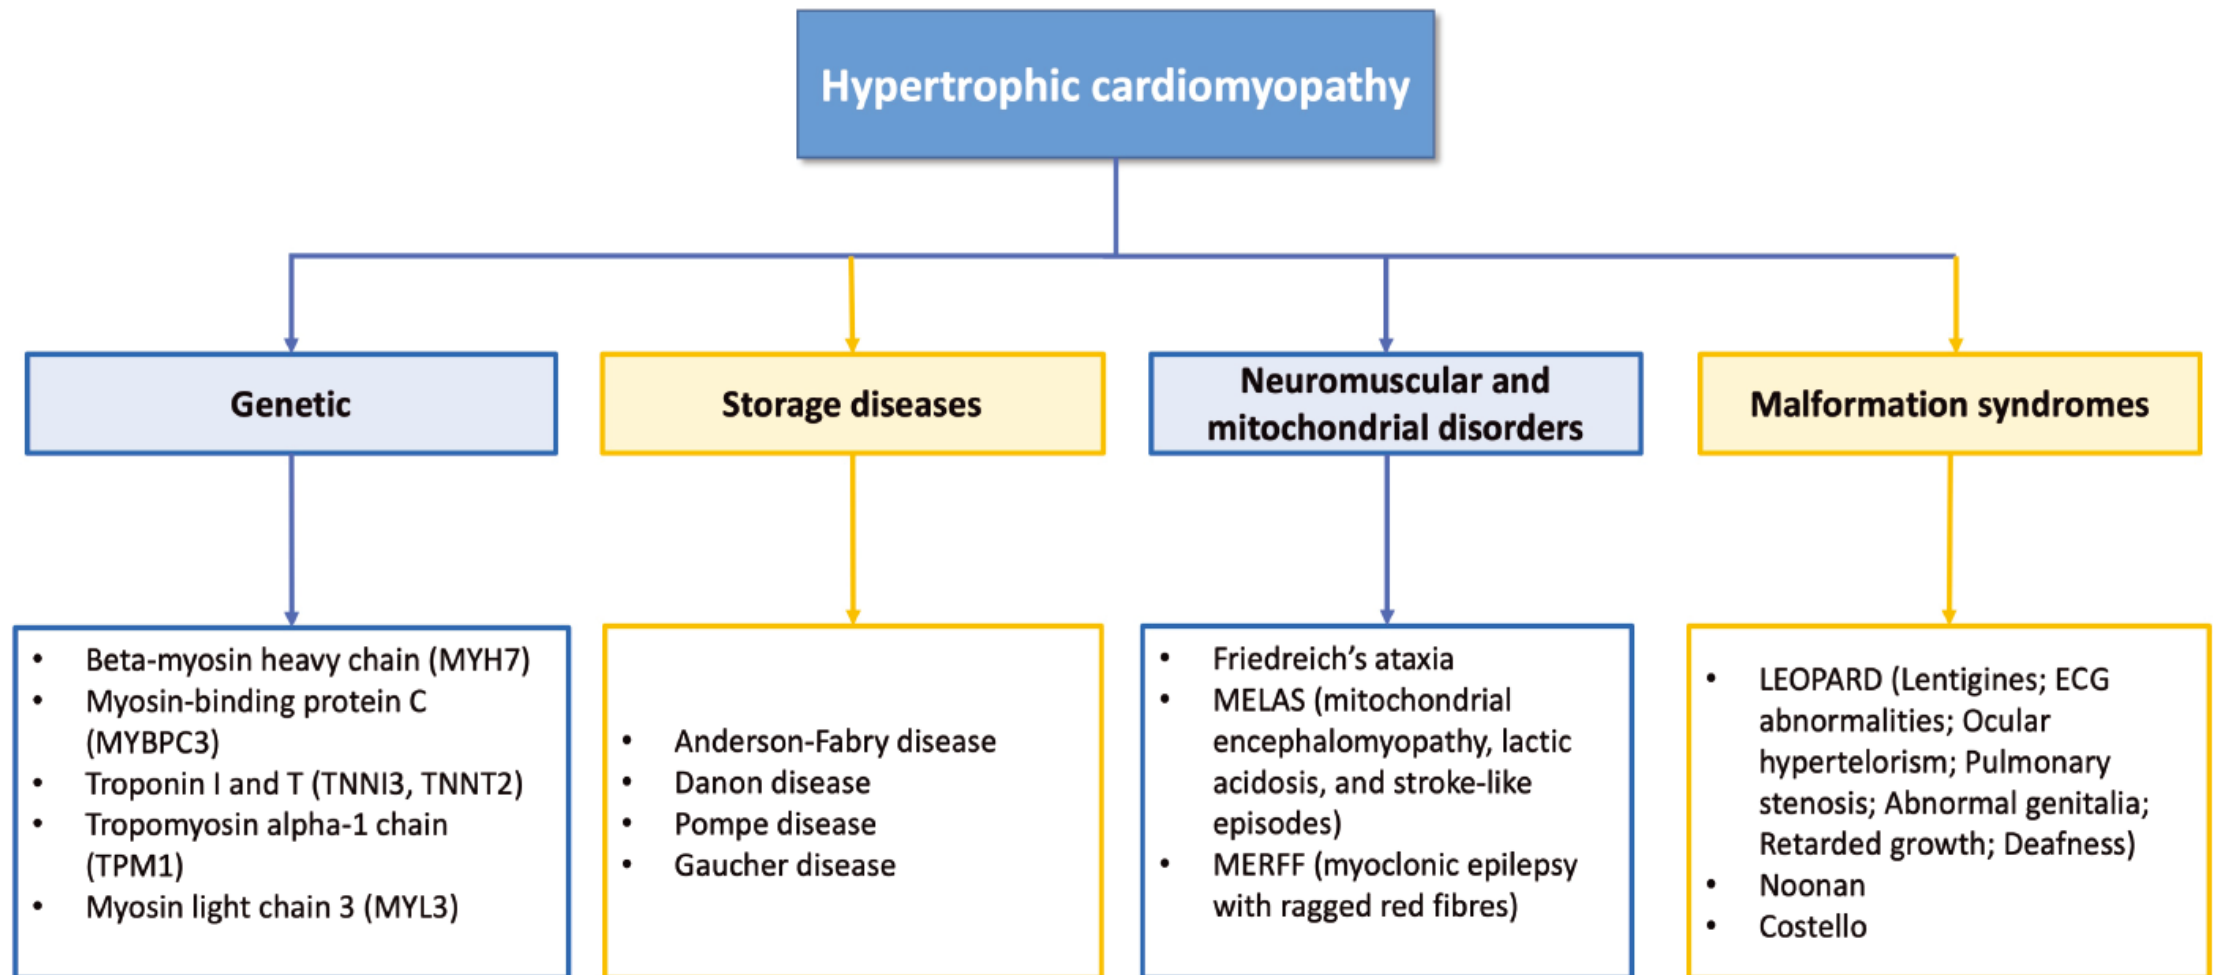 Hypertrophic cardiomyopathy
Genetic
Storage diseases
Neuromuscular and
mitochondrial disorders
Malformation syndromes
• Beta-myosin heavy chain (MYH7)
• Myosin-binding protein C
(MYBPC3)
• Troponin I and T (TNNI3, TNNT2)
• Tropomyosin alpha-1 chain
(TPM1)
• Myosin light chain 3 (MYL3)
• Anderson-Fabry disease
• Danon disease
• Pompe disease
• Gaucher disease
• Friedreich’s ataxia
• MELAS (mitochondrial
encephalomyopathy, lactic
acidosis, and stroke-like
episodes)
• MERFF (myoclonic epilepsy
with ragged red fibres)
• LEOPARD (Lentigines; ECG
abnormalities; Ocular
hypertelorism; Pulmonary
stenosis; Abnormal genitalia;
Retarded growth; Deafness)
• Noonan
• Costello